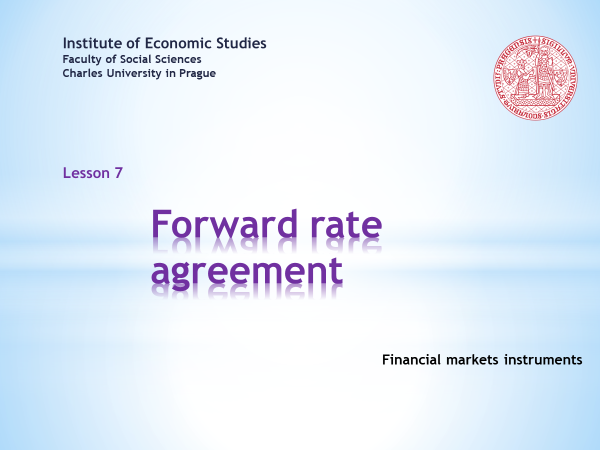 Institute of Economic Studies
Faculty of Social Sciences
Charles University in Prague
Lesson 7
Forward rate
agreement
Financial markets instruments